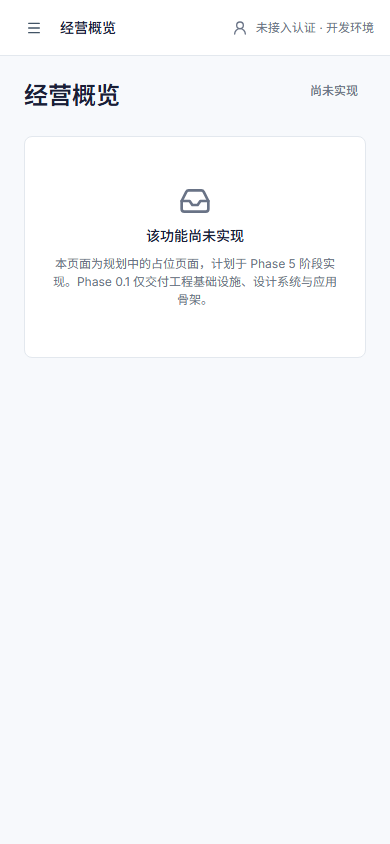 经营概览
未接入认证 · 开发环境
经营概览
尚未实现
该功能尚未实现
本页面为规划中的占位页面，计划于 Phase 5 阶段实
现。Phase 0.1 仅交付工程基础设施、设计系统与应用
骨架。